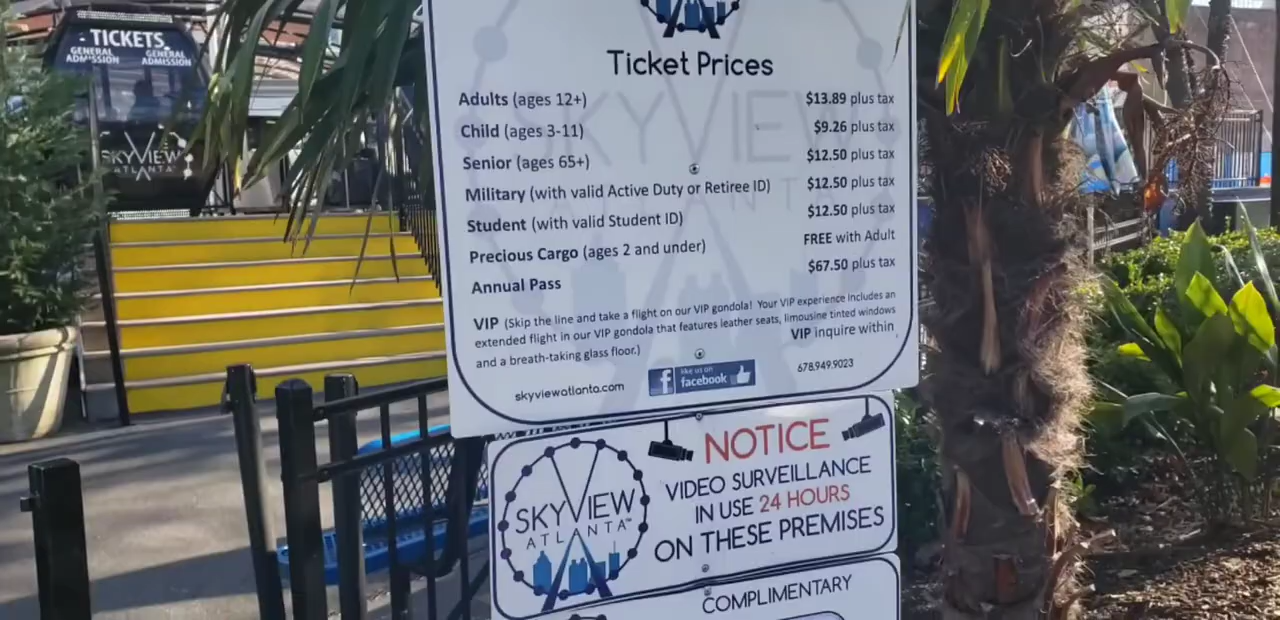 TICKETS
GENERAL ADMISSION GENERAL ADMISSION
SKYVIEW
ATLANTA
SKYVIEW
ANT
Ticket Prices
Adults (ages 12+) $13.89 plus tax
Child (ages 3-11) $9.26 plus tax
Senior (ages 65+) $12.50 plus tax
Military (with valid Active Duty or Retiree ID) $12.50 plus tax
Student (with valid Student ID) $12.50 plus tax
Precious Cargo (ages 2 and under) FREE with Adult
Annual Pass $67.50 plus tax
VIP (Skip the line and take a flight on our VIP gondola! Your VIP experience includes an
extended flight in our VIP gondola that features leather seats, limousine tinted windows
and a breath-taking glass floor.) VIP inquire within
skyviewatlanta.com f like us on facebook 678.949.9023
NOTICE
VIDEO SURVEILLANCE
IN USE 24 HOURS
ON THESE PREMISES
SKYVIEW
ATLANTA™
COMPLIMENTARY